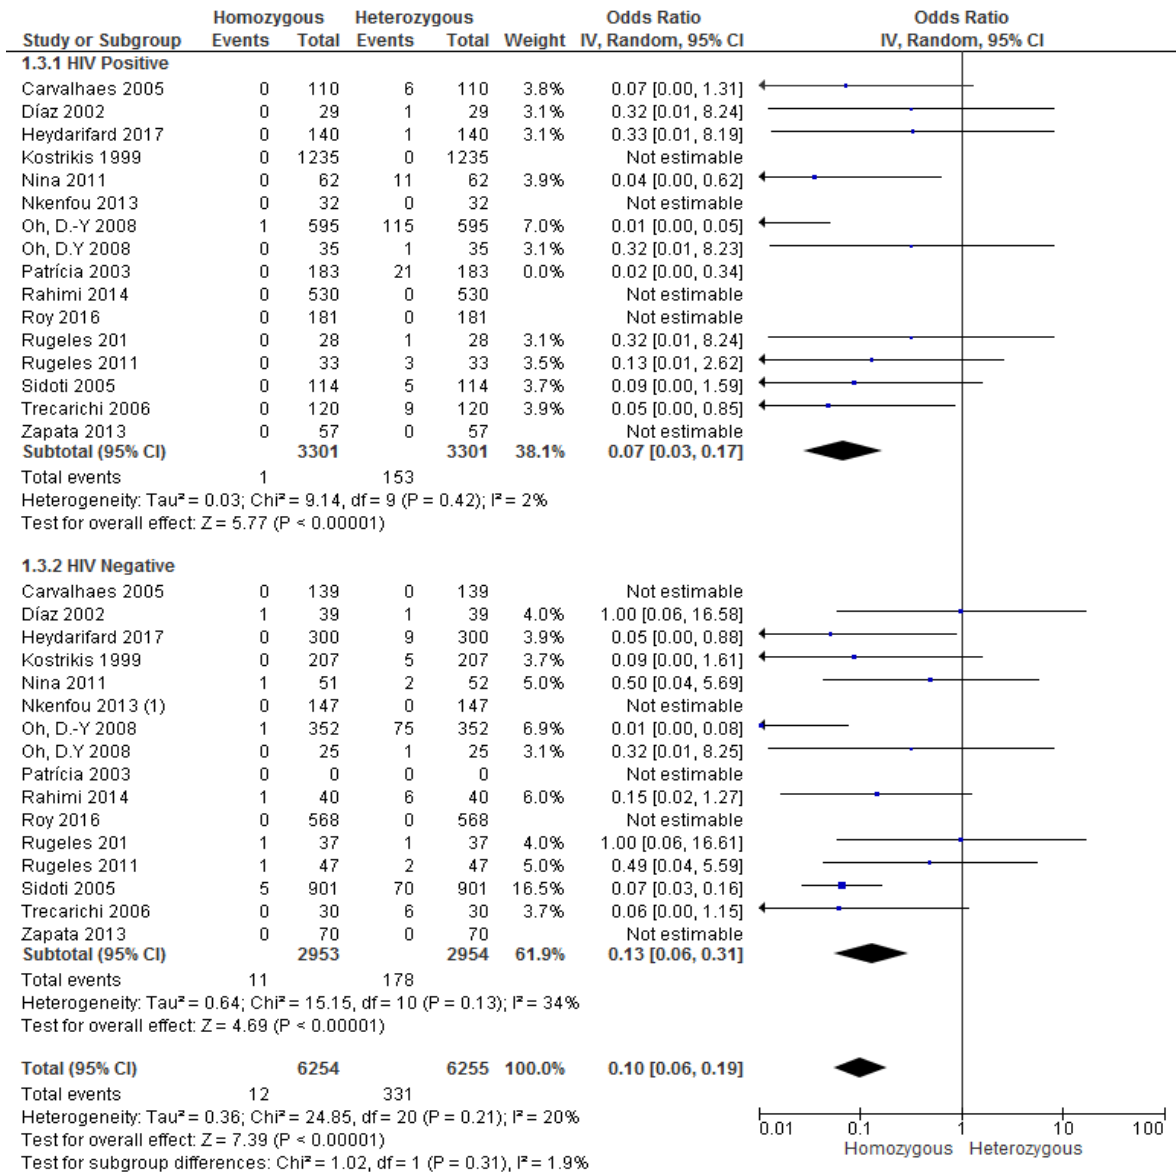 Homozygous Heterozygous Odds Ratio Odds Ratio
Study or Subgroup Events Total Events Total Weight IV, Random, 95% CI IV, Random, 95% CI
1.3.1 HIV Positive
Carvalhaes 2005 0 110 6 110 3.8% 0.07 [0.00, 1.31]
Díaz 2002 0 29 1 29 3.1% 0.32 [0.01, 8.24]
Heydarifard 2017 0 140 1 140 3.1% 0.33 [0.01, 8.19]
Kostrikis 1999 0 1235 0 1235 Not estimable
Nina 2011 0 62 11 62 3.9% 0.04 [0.00, 0.62]
Nkenfou 2013 0 32 0 32 Not estimable
Oh, D.-Y 2008 1 595 115 595 7.0% 0.01 [0.00, 0.05]
Oh, D.Y 2008 0 35 1 35 3.1% 0.32 [0.01, 8.23]
Patrícia 2003 0 183 21 183 0.0% 0.02 [0.00, 0.34]
Rahimi 2014 0 530 0 530 Not estimable
Roy 2016 0 181 0 181 Not estimable
Rugeles 201 0 28 1 28 3.1% 0.32 [0.01, 8.24]
Rugeles 2011 0 33 3 33 3.5% 0.13 [0.01, 2.62]
Sidoti 2005 0 114 5 114 3.7% 0.09 [0.00, 1.59]
Trecarichi 2006 0 120 9 120 3.9% 0.05 [0.00, 0.85]
Zapata 2013 0 57 0 57 Not estimable
Subtotal (95% CI) 3301 3301 38.1% 0.07 [0.03, 0.17]
Total events 1 153
Heterogeneity: Tau² = 0.03; Chi² = 9.14, df = 9 (P = 0.42); I² = 2%
Test for overall effect: Z = 5.77 (P < 0.00001)
1.3.2 HIV Negative
Carvalhaes 2005 0 139 0 139 Not estimable
Díaz 2002 1 39 1 39 4.0% 1.00 [0.06, 16.58]
Heydarifard 2017 0 300 9 300 3.9% 0.05 [0.00, 0.88]
Kostrikis 1999 0 207 5 207 3.7% 0.09 [0.00, 1.61]
Nina 2011 1 51 2 52 5.0% 0.50 [0.04, 5.69]
Nkenfou 2013 (1) 0 147 0 147 Not estimable
Oh, D.-Y 2008 1 352 75 352 6.9% 0.01 [0.00, 0.08]
Oh, D.Y 2008 0 25 1 25 3.1% 0.32 [0.01, 8.25]
Patrícia 2003 0 0 0 0 Not estimable
Rahimi 2014 1 40 6 40 6.0% 0.15 [0.02, 1.27]
Roy 2016 0 568 0 568 Not estimable
Rugeles 201 1 37 1 37 4.0% 1.00 [0.06, 16.61]
Rugeles 2011 1 47 2 47 5.0% 0.49 [0.04, 5.59]
Sidoti 2005 5 901 70 901 16.5% 0.07 [0.03, 0.16]
Trecarichi 2006 0 30 6 30 3.7% 0.06 [0.00, 1.15]
Zapata 2013 0 70 0 70 Not estimable
Subtotal (95% CI) 2953 2954 61.9% 0.13 [0.06, 0.31]
Total events 11 178
Heterogeneity: Tau² = 0.64; Chi² = 15.15, df = 10 (P = 0.13); I² = 34%
Test for overall effect: Z = 4.69 (P < 0.00001)
Total (95% CI) 6254 6255 100.0% 0.10 [0.06, 0.19]
Total events 12 331
Heterogeneity: Tau² = 0.36; Chi² = 24.85, df = 20 (P = 0.21); I² = 20%
Test for overall effect: Z = 7.39 (P < 0.00001)
Test for subgroup differences: Chi² = 1.02, df = 1 (P = 0.31), I² = 1.9%
0.01 0.1 1 10 100
Homozygous Heterozygous